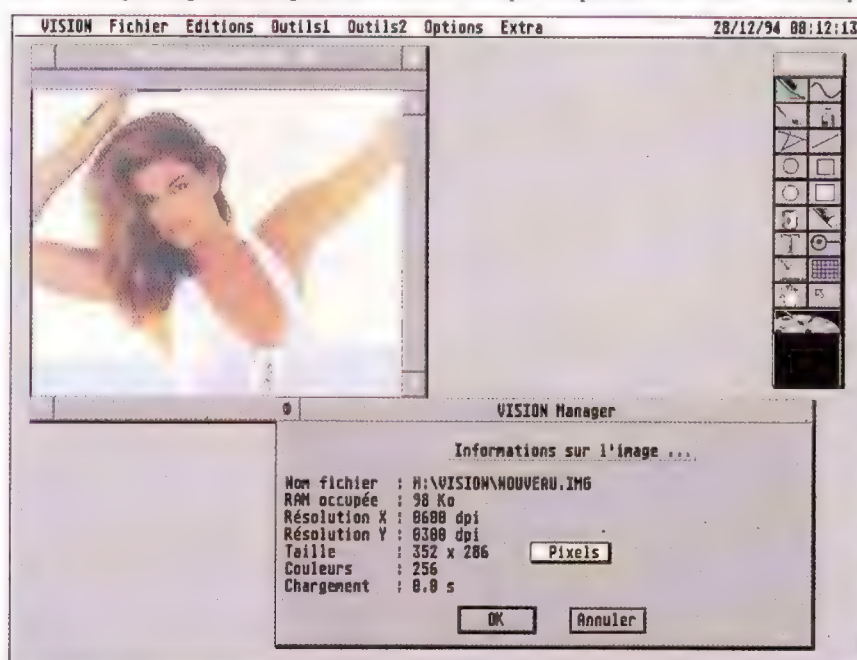 VISION Fichier Editions Outils1 Outils2 Options Extra 28/12/94 08:12:13
VISION Manager
Informations sur l'image ...
Nom fichier : H:\VISION\NOUVERU.IMG
RAM occupée : 98 Ko
Résolution X : 0600 dpi
Résolution Y : 0300 dpi
Taille : 352 x 286 Pixels
Couleurs : 256
Chargement : 0.0 s
OK Annuler